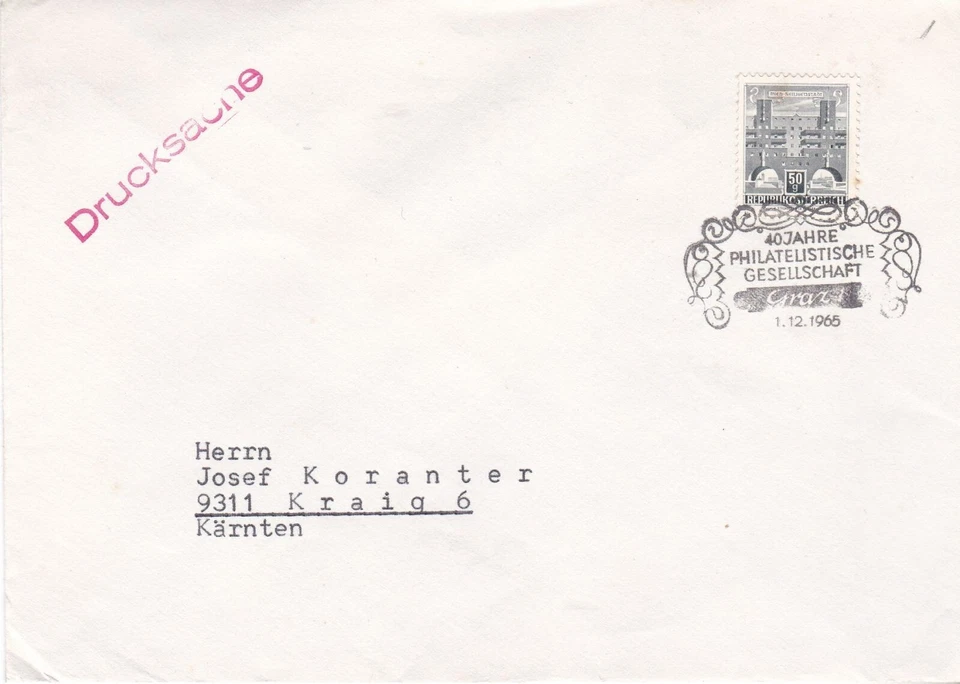 Drucksache
50
g
REPUBLIK ÖSTERREICH
40 JAHRE
PHILATELISTISCHE
GESELLSCHAFT
Graz
1.12.1965
Herrn
Josef Koranter
9311 Kraig 6
Kärnten